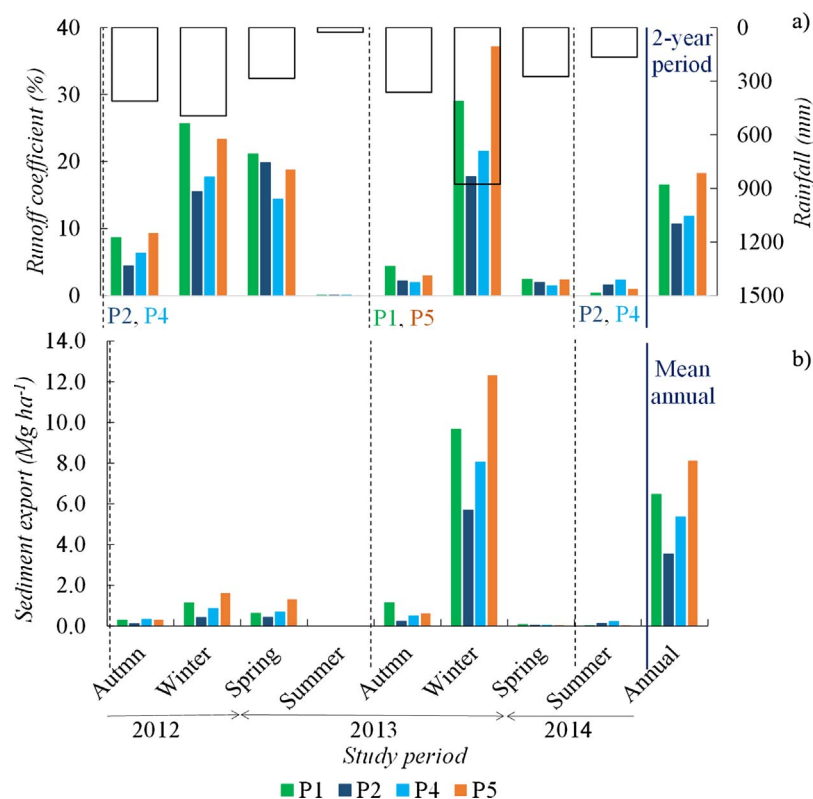 a)
40
30
20
10
0
Runoff coefficient (%)
2-year
period
0
300
600
900
1200
1500
Rainfall (mm)
P2, P4
P1, P5
P2, P4
b)
14.0
12.0
10.0
8.0
6.0
4.0
2.0
0.0
Sediment export (Mg ha-1)
Mean
annual
Autmn
Winter
Spring
Summer
Autmn
Winter
Spring
Summer
Annual
2012
2013
2014
Study period
P1 P2 P4 P5